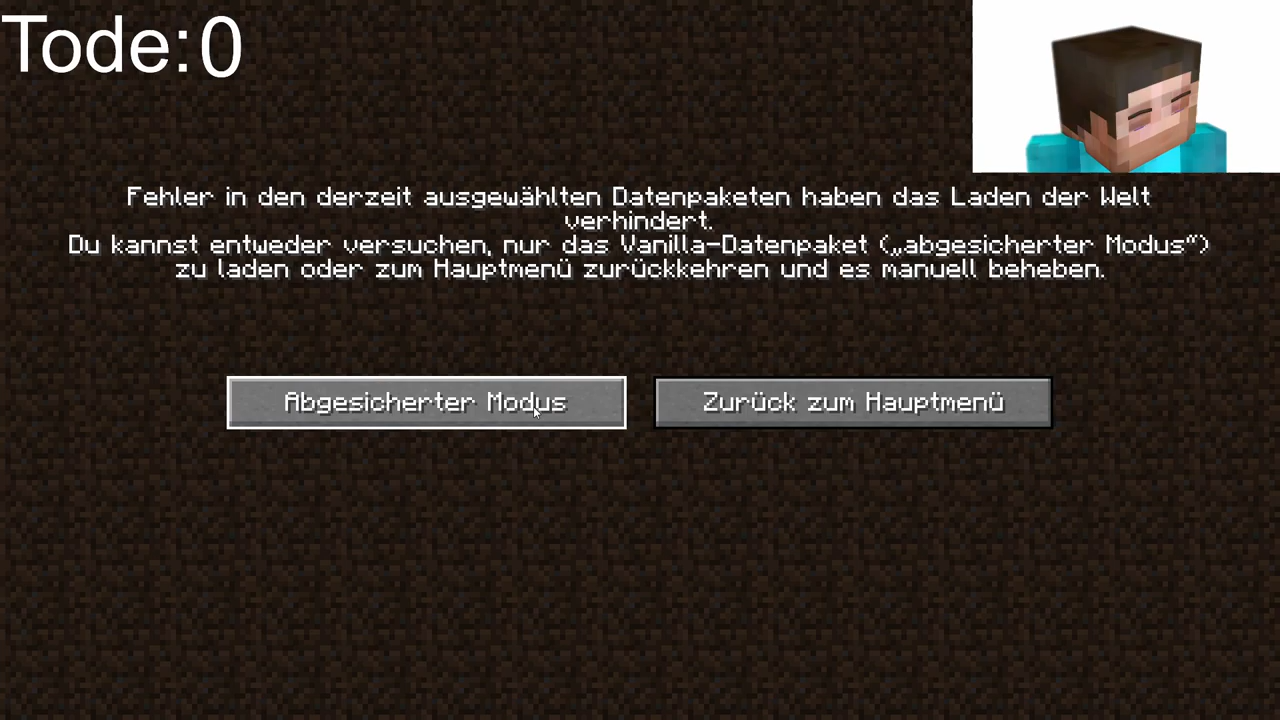 Tode:0
Fehler in den derzeit ausgewählten Datenpaketen haben das Laden der Welt
verhindert.
Du kannst entweder versuchen, nur das Vanilla-Datenpaket („abgesicherter Modus“)
zu laden oder zum Hauptmenü zurückkehren und es manuell beheben.
Abgesicherter Modus
Zurück zum Hauptmenü